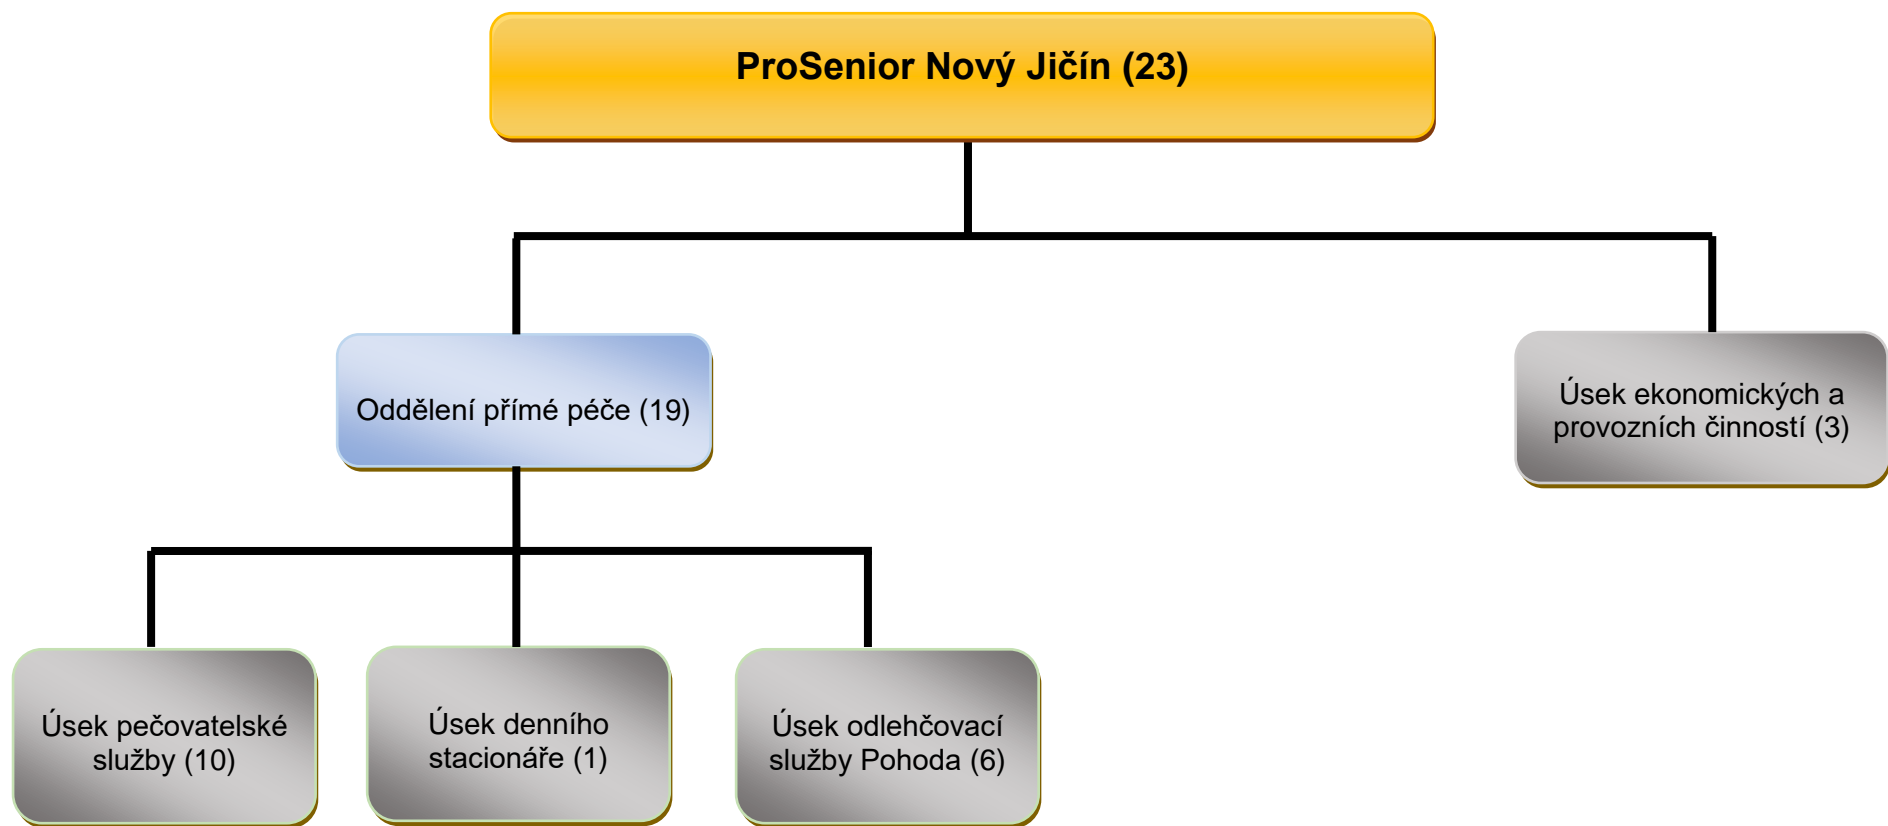 ProSenior Nový Jičín (23)
Oddělení přímé péče (19)
Úsek ekonomických a
provozních činností (3)
Úsek pečovatelské
služby (10)
Úsek denního
stacionáře (1)
Úsek odlehčovací
služby Pohoda (6)